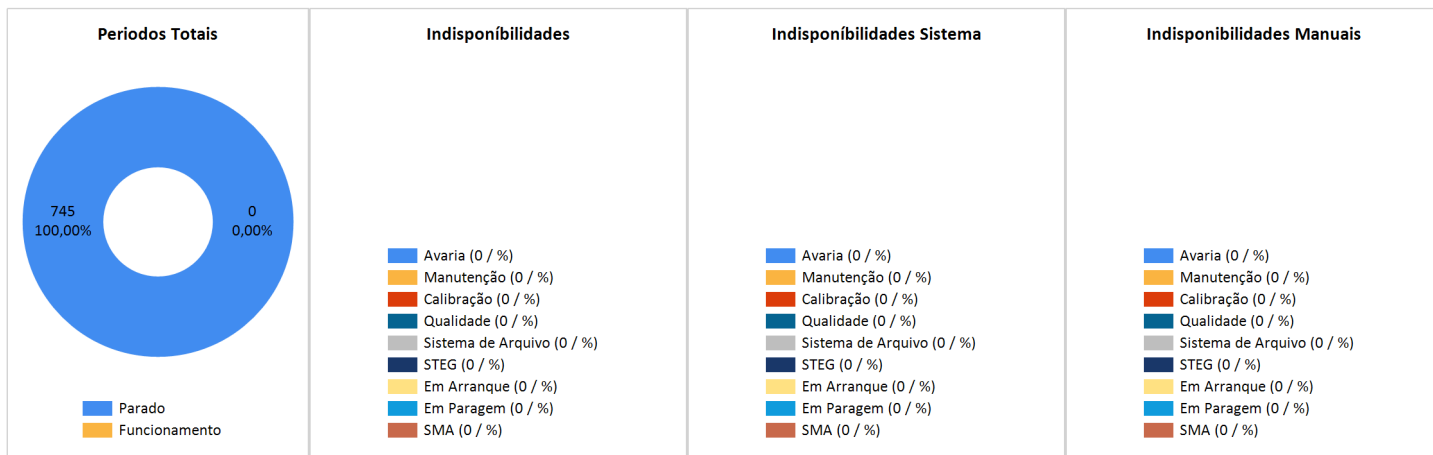 Periodos Totais
745
100,00%
0
0,00%
Parado
Funcionamento
Indisponíbilidades
Avaria (0 / %)
Manutenção (0 / %)
Calibração (0 / %)
Qualidade (0 / %)
Sistema de Arquivo (0 / %)
STEG (0 / %)
Em Arranque (0 / %)
Em Paragem (0 / %)
SMA (0 / %)
Indisponíbilidades Sistema
Avaria (0 / %)
Manutenção (0 / %)
Calibração (0 / %)
Qualidade (0 / %)
Sistema de Arquivo (0 / %)
STEG (0 / %)
Em Arranque (0 / %)
Em Paragem (0 / %)
SMA (0 / %)
Indisponibilidades Manuais
Avaria (0 / %)
Manutenção (0 / %)
Calibração (0 / %)
Qualidade (0 / %)
Sistema de Arquivo (0 / %)
STEG (0 / %)
Em Arranque (0 / %)
Em Paragem (0 / %)
SMA (0 / %)